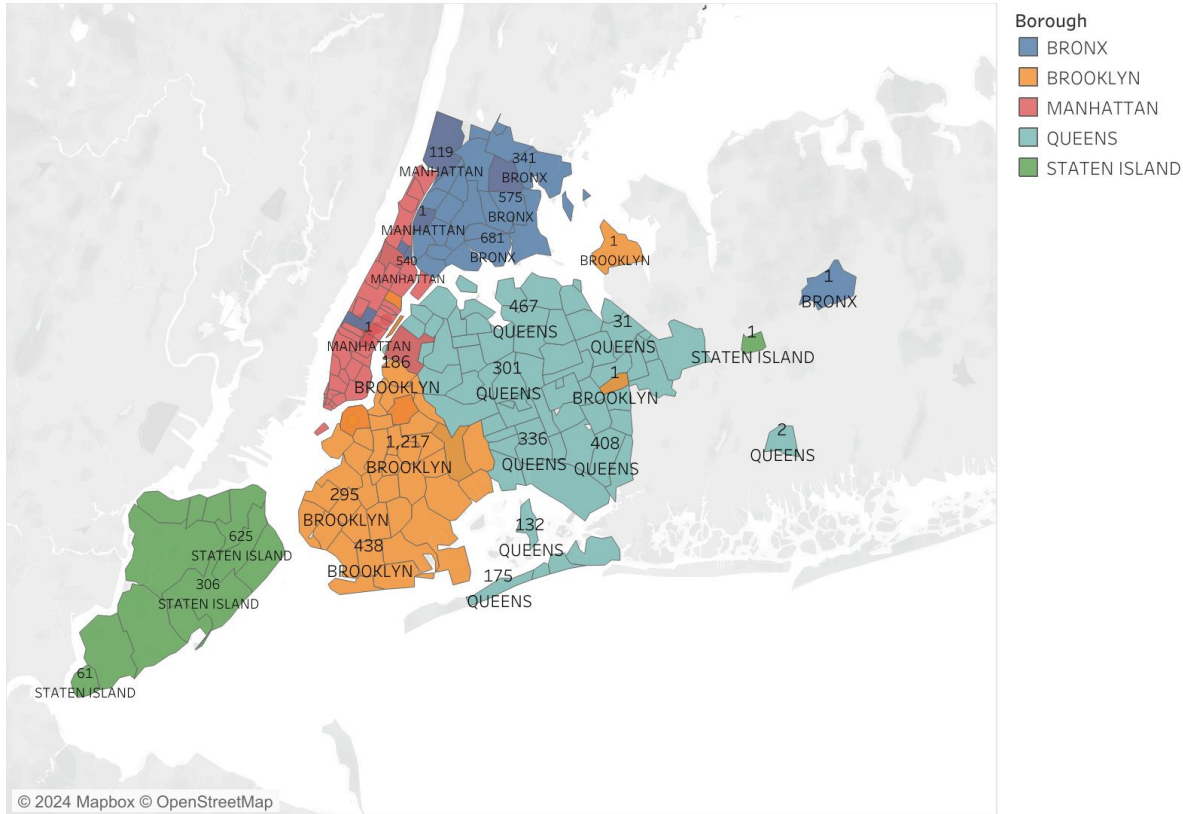 Borough
BRONX
BROOKLYN
MANHATTAN
QUEENS
STATEN ISLAND
119
MANHATTAN
341
BRONX
575
BRONX
1
MANHATTAN
681
BRONX
540
MANHATTAN
1
BROOKLYN
1
BRONX
467
QUEENS
31
QUEENS
1
MANHATTAN
1
STATEN ISLAND
186
BROOKLYN
301
QUEENS
1
BROOKLYN
1,217
BROOKLYN
336
QUEENS
408
QUEENS
2
QUEENS
295
BROOKLYN
438
BROOKLYN
132
QUEENS
175
QUEENS
625
STATEN ISLAND
306
STATEN ISLAND
61
STATEN ISLAND
© 2024 Mapbox © OpenStreetMap